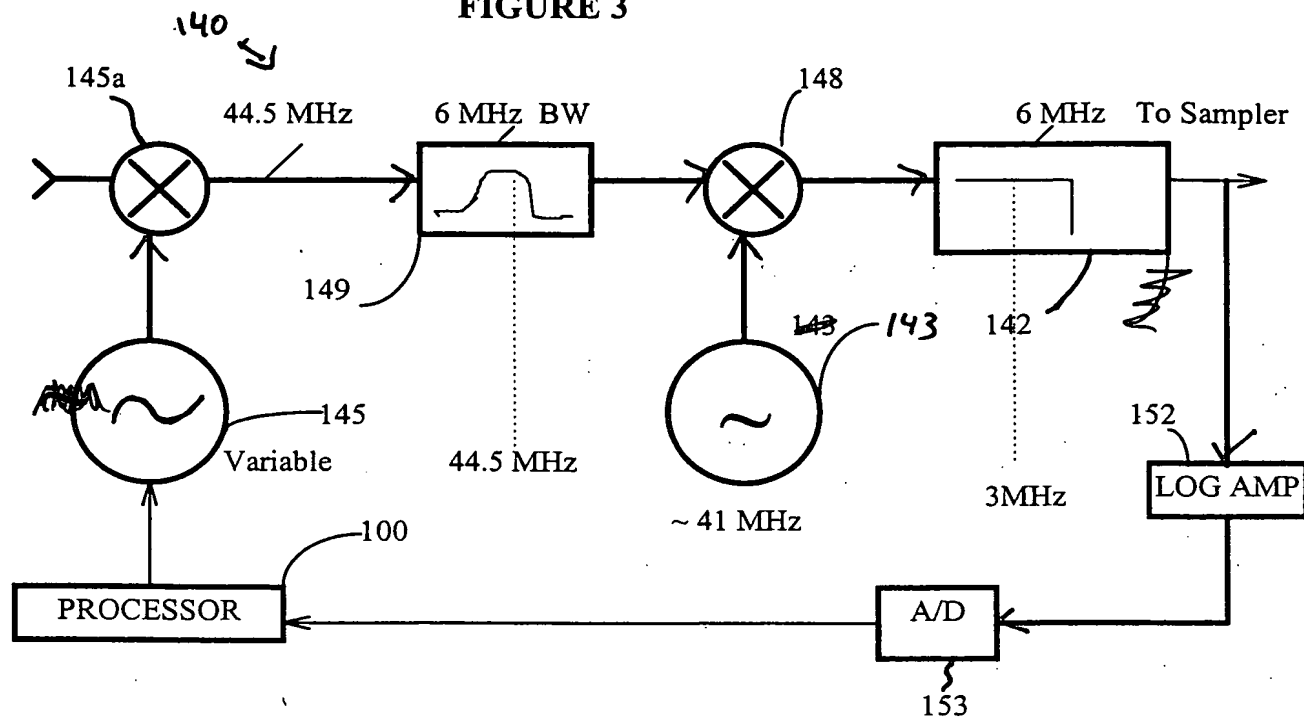 FIGURE 3
140
145a
148
44.5 MHz
6 MHz BW
6 MHz
To Sampler
149
143
143
142
145
152
Variable
44.5 MHz
LOG AMP
3MHz
~ 41 MHz
100
PROCESSOR
A/D
153